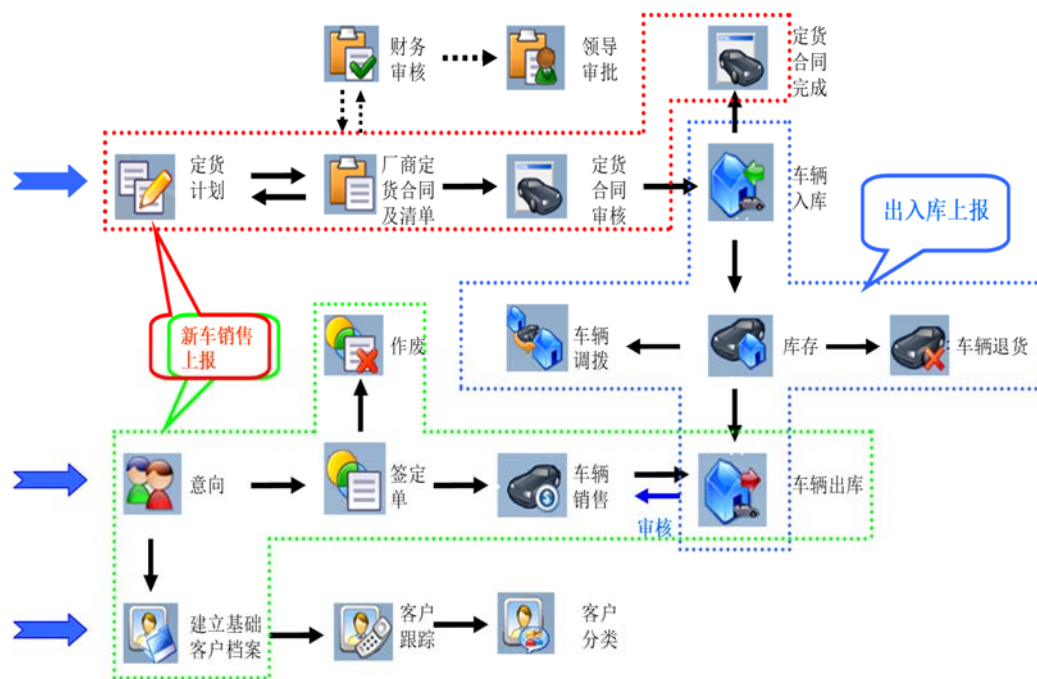 财务
审核
领导
审批
定货
合同
完成
定货
计划
厂商定
货合同
及清单
定货
合同
审核
车辆
入库
出入库上报
新车销售
上报
作废
车辆
调拨
库存
车辆退货
意向
签定
单
车辆
销售
审核
车辆出库
建立基础
客户档案
客户
跟踪
客户
分类